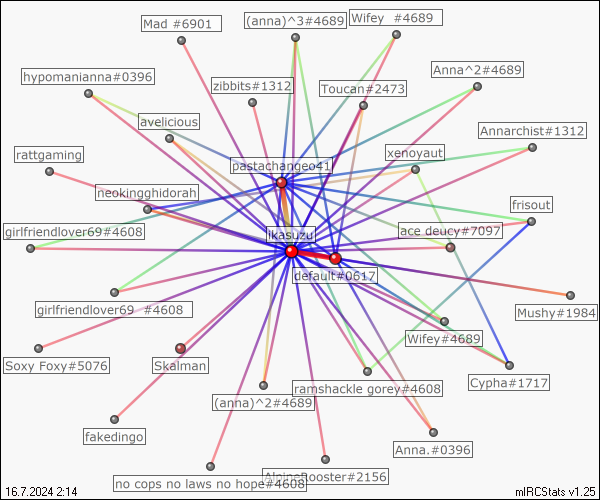 Mad #6901
(anna)^3#4689
Wifey #4689
hypomanianna#0396
Anna^2#4689
zibbits#1312
Toucan#2473
avelicious
Annarchist#1312
rattgaming
xenoyaut
pastachangeo41
neokingghidorah
frisout
girlfriendlover69#4608
ikasuzu
ace deucy#7097
default#0617
girlfriendlover69 #4608
Mushy#1984
Wifey#4689
Soxy Foxy#5076
Skalman
Cypha#1717
ramshackle gorey#4608
(anna)^2#4689
fakedingo
Anna.#0396
AlpineRooster#2156
no cops no laws no hope#4608
16.7.2024 2:14
mIRCStats v1.25